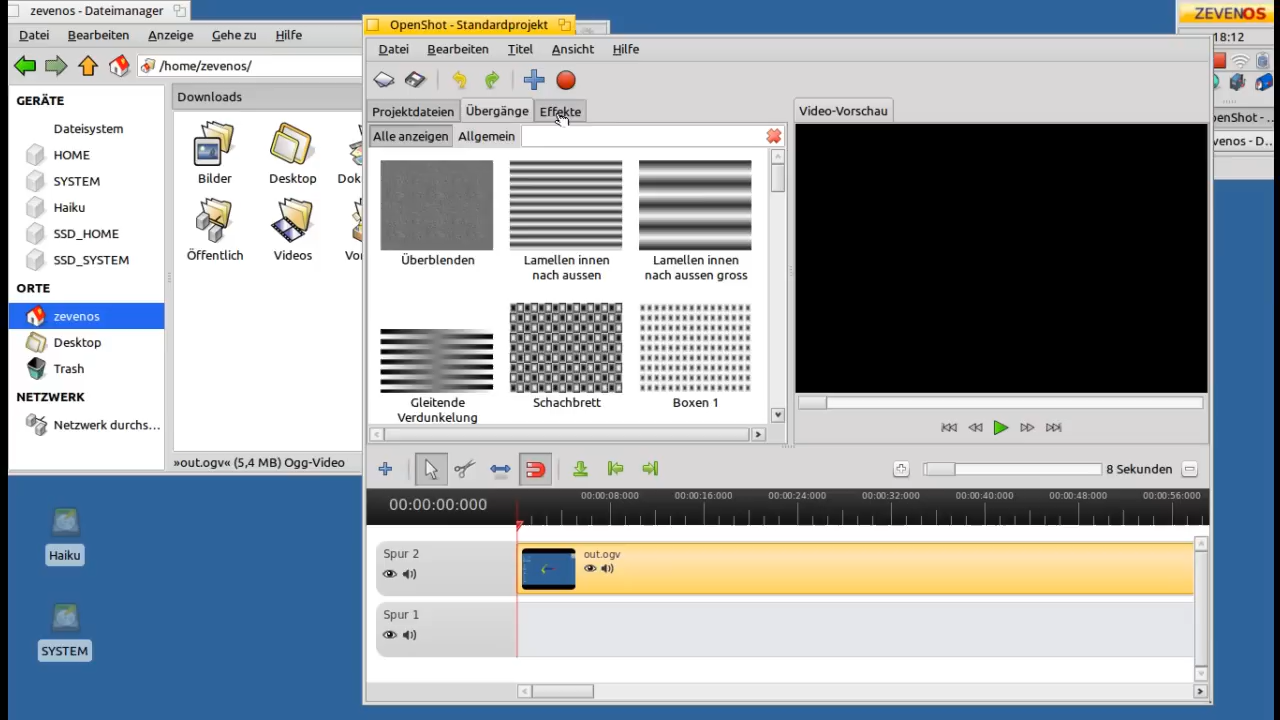 zevenos - Dateimanager
Datei Bearbeiten Anzeige Gehe zu Hilfe
/home/zevenos/
GERÄTE
Dateisystem
HOME
SYSTEM
Haiku
SSD_HOME
SSD_SYSTEM
ORTE
zevenos
Desktop
Trash
NETZWERK
Netzwerk durchs...
Downloads
Bilder
Desktop
Öffentlich
Videos
»out.ogv« (5,4 MB) Ogg-Video
Haiku
SYSTEM
OpenShot - Standardprojekt
Datei Bearbeiten Titel Ansicht Hilfe
Projektdateien Übergänge Effekte
Alle anzeigen Allgemein
Überblenden
Lamellen innen
nach aussen
Lamellen innen
nach aussen gross
Gleitende
Verdunkelung
Schachbrett
Boxen 1
Video-Vorschau
8 Sekunden
00:00:00:000
00:00:08:000 00:00:16:000 00:00:24:000 00:00:32:000 00:00:40:000 00:00:48:000 00:00:56:000
Spur 2
out.ogv
Spur 1
ZEVENOS
18:12